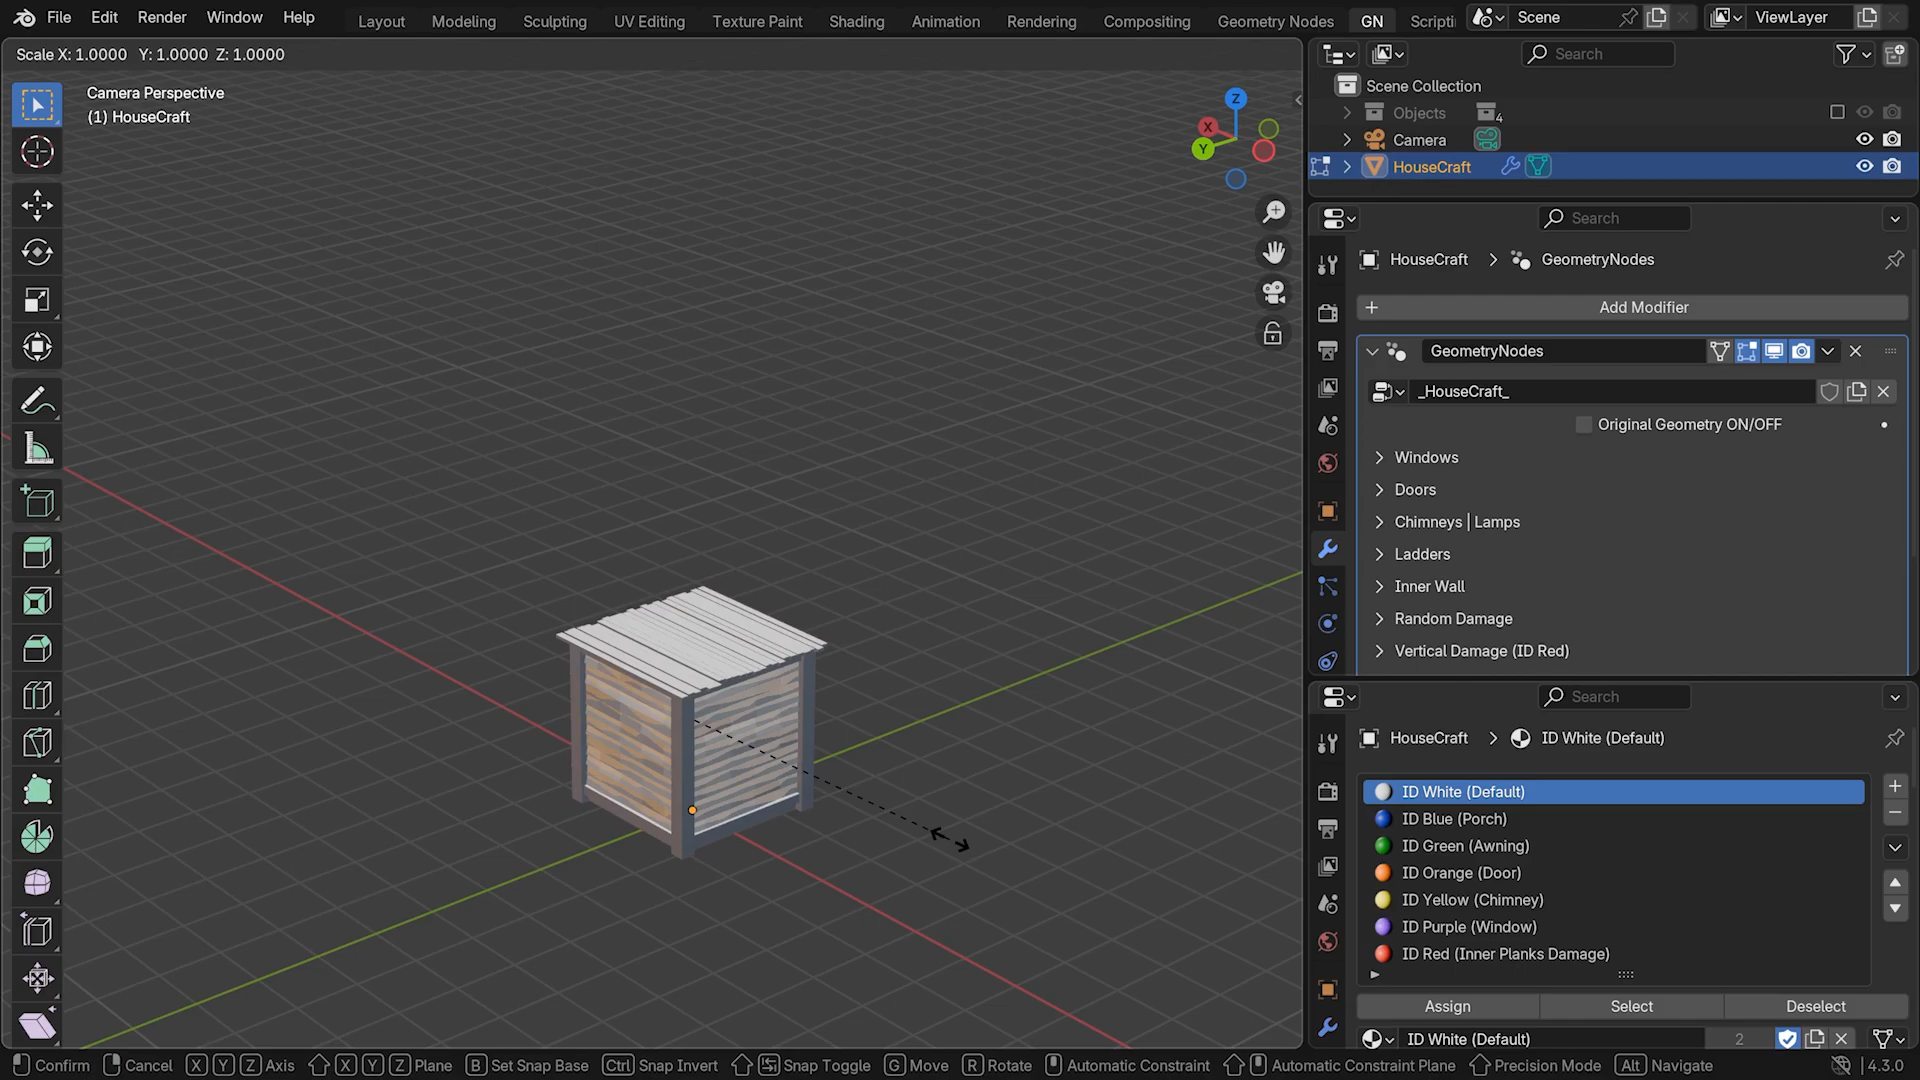 File Edit Render Window Help
Layout Modeling Sculpting UV Editing Texture Paint Shading Animation Rendering Compositing Geometry Nodes GN Scripti
Scene
ViewLayer
Scale X: 1.0000 Y: 1.0000 Z: 1.0000
Camera Perspective
(1) HouseCraft
Z
X
Y
Search
Scene Collection
Objects 4
Camera
HouseCraft
Search
HouseCraft GeometryNodes
Add Modifier
GeometryNodes
_HouseCraft_
Original Geometry ON/OFF
Windows
Doors
Chimneys | Lamps
Ladders
Inner Wall
Random Damage
Vertical Damage (ID Red)
Search
HouseCraft ID White (Default)
ID White (Default)
ID Blue (Porch)
ID Green (Awning)
ID Orange (Door)
ID Yellow (Chimney)
ID Purple (Window)
ID Red (Inner Planks Damage)
Assign Select Deselect
ID White (Default) 2
Confirm Cancel X Y Z Axis X Y Z Plane B Set Snap Base Ctrl Snap Invert Snap Toggle G Move R Rotate Automatic Constraint Automatic Constraint Plane Precision Mode Alt Navigate 4.3.0